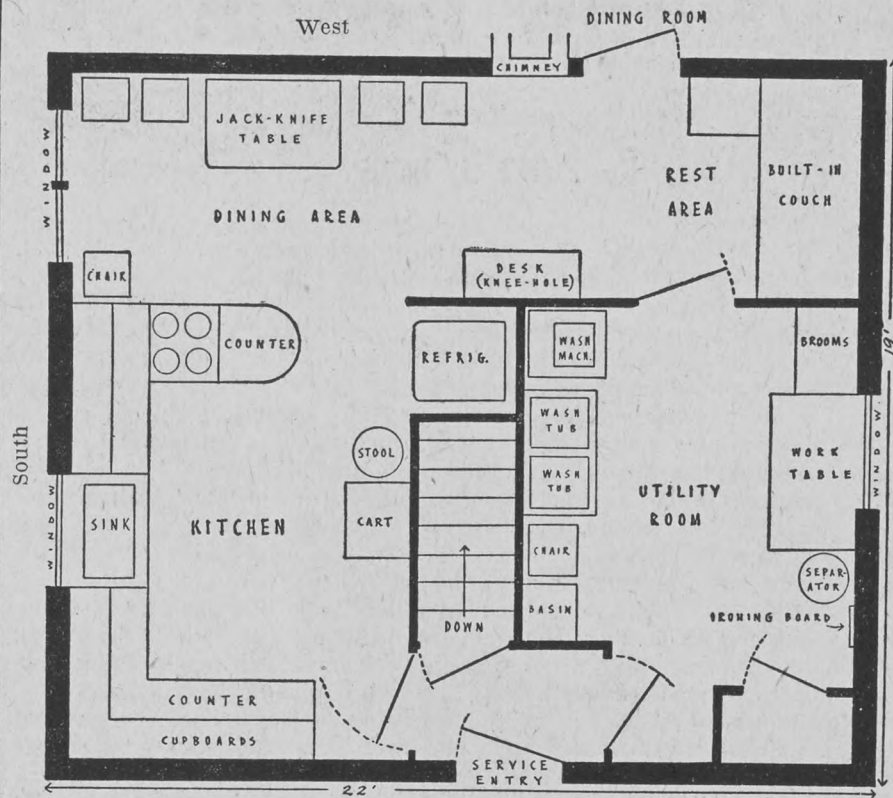 West
DINING ROOM
CHIMNEY
WINDOW
JACK-KNIFE
TABLE
REST
AREA
BUILT-IN
COUCH
DINING AREA
CHAIR
DESK
(KNEE-HOLE)
COUNTER
REFRIG.
WASH
MACH.
BROOMS
19'
WASH
TUB
STOOL
WORK
TABLE
WINDOW
South
WINDOW
SINK
KITCHEN
CART
WASH
TUB
UTILITY
ROOM
CHAIR
SEPAR-
ATOR
BASIN
IRONING BOARD
DOWN
COUNTER
CUPBOARDS
SERVICE
ENTRY
22'